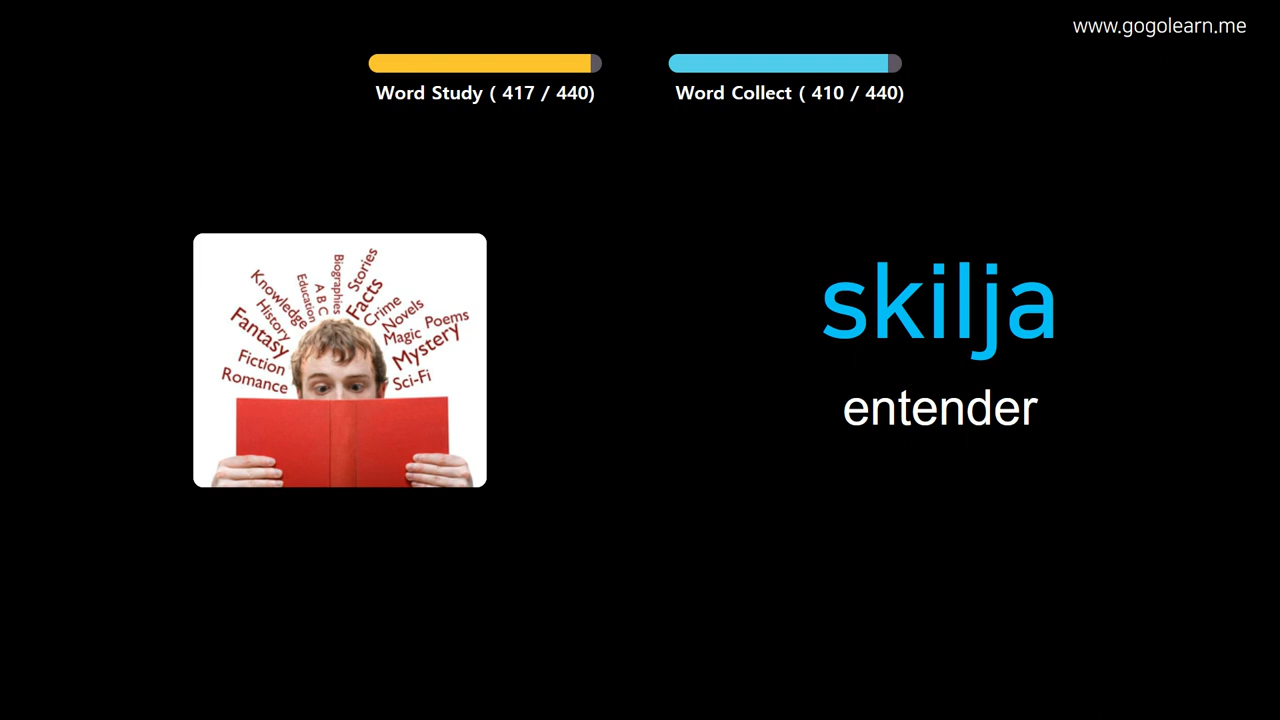 www.gogolearn.me
Word Study ( 417 / 440)
Word Collect ( 410 / 440)
Knowledge
History
Fantasy
Fiction
Romance
Education
A B C
Biographies
Stories
Facts
Crime
Novels
Magic
Poems
Mystery
Sci-Fi
skilja
entender